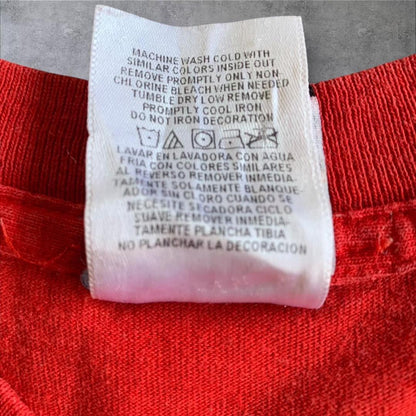 MACHINE WASH COLD WITH
SIMILAR COLORS INSIDE OUT
REMOVE PROMPTLY ONLY NON-
CHLORINE BLEACH WHEN NEEDED
TUMBLE DRY LOW REMOVE
PROMPTLY COOL IRON
DO NOT IRON DECORATION
LAVAR EN LAVADORA CON AGUA
FRIA CON COLORES SIMILARES
AL REVERSO REMOVER INMEDIA-
TAMENTE SOLAMENTE BLANQUE-
ADOR SIN CLORO CUANDO SE
NECESITE SECADORA CICLO
SUAVE REMOVER INMEDIA-
TAMENTE PLANCHA TIBIA
NO PLANCHAR LA DECORACION